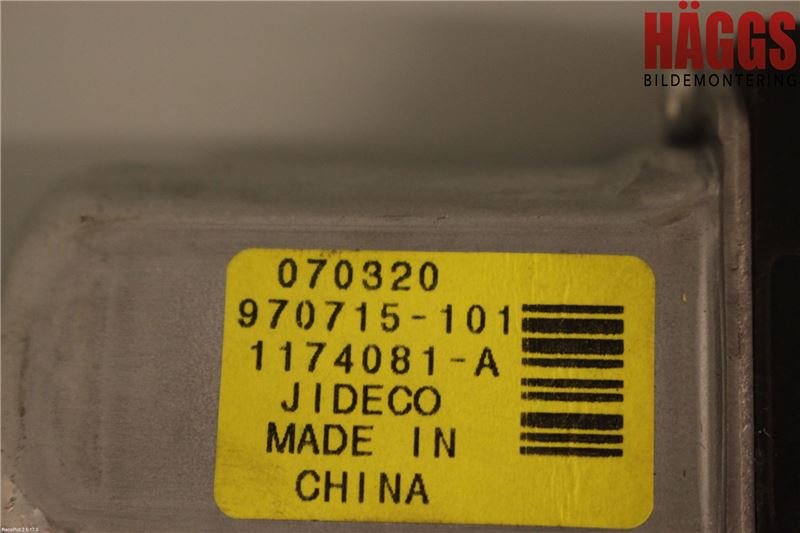 HÄGGS
BILDEMONTERING
070320
970715-101
1174081-A
JIDECO
MADE IN
CHINA